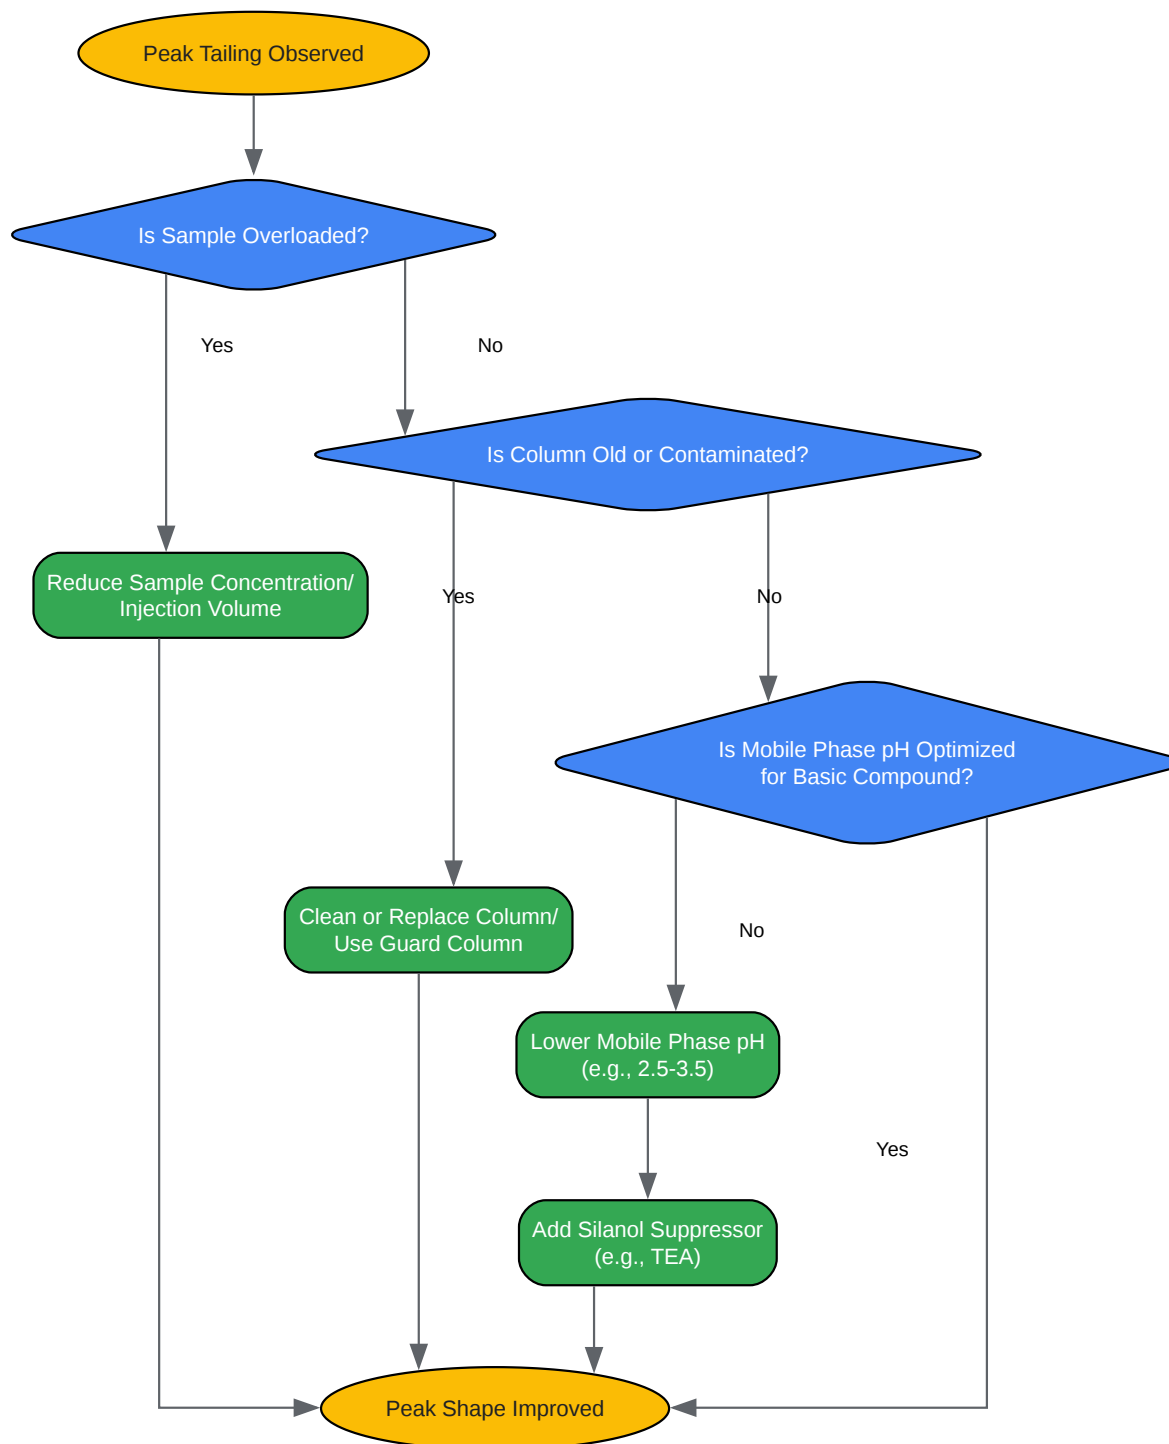 Peak Tailing Observed
Is Sample Overloaded?
Yes
No
Is Column Old or Contaminated?
Reduce Sample Concentration/
Injection Volume
Yes
No
Is Mobile Phase pH Optimized
for Basic Compound?
Clean or Replace Column/
Use Guard Column
No
Lower Mobile Phase pH
(e.g., 2.5-3.5)
Yes
Add Silanol Suppressor
(e.g., TEA)
Peak Shape Improved